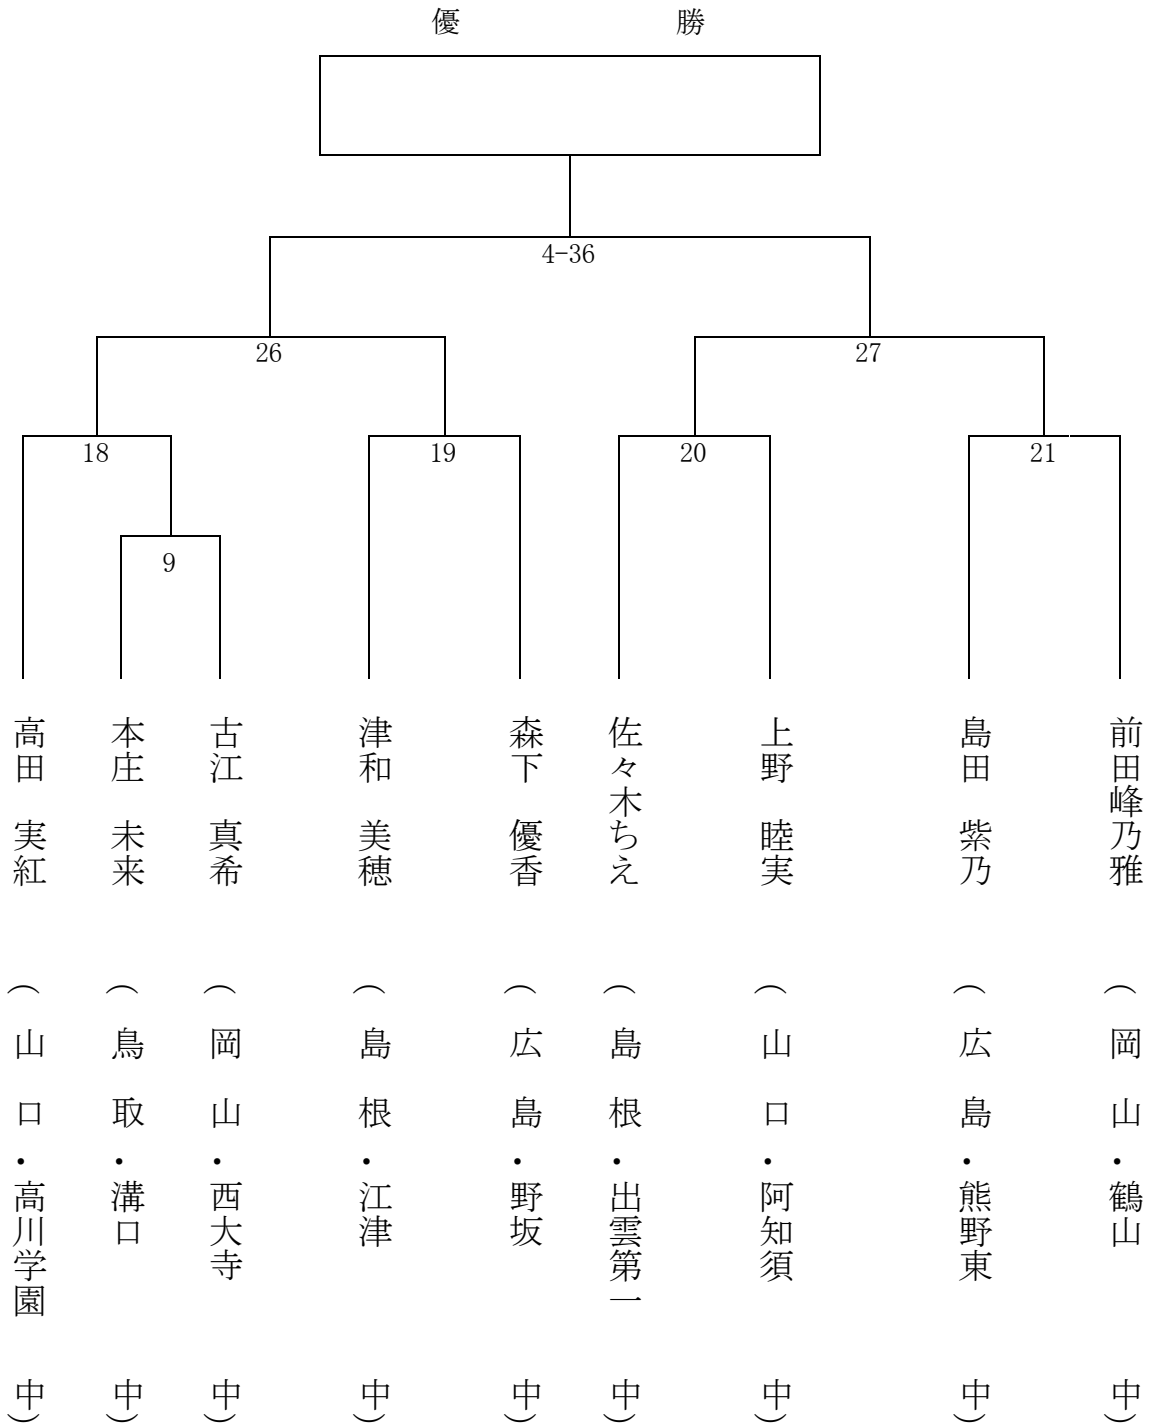 優 勝
4-36
26
27
18
19
20
21
9
高田 実紅 （山口・高川学園 中）
本庄 未来 （鳥取・溝口 中）
古江 真希 （岡山・西大寺 中）
津和 美穂 （島根・江津 中）
森下 優香 （広島・野坂 中）
佐々木ちえ （島根・出雲第一 中）
上野 睦実 （山口・阿知須 中）
島田 紫乃 （広島・熊野東 中）
前田峰乃雅 （岡山・鶴山 中）